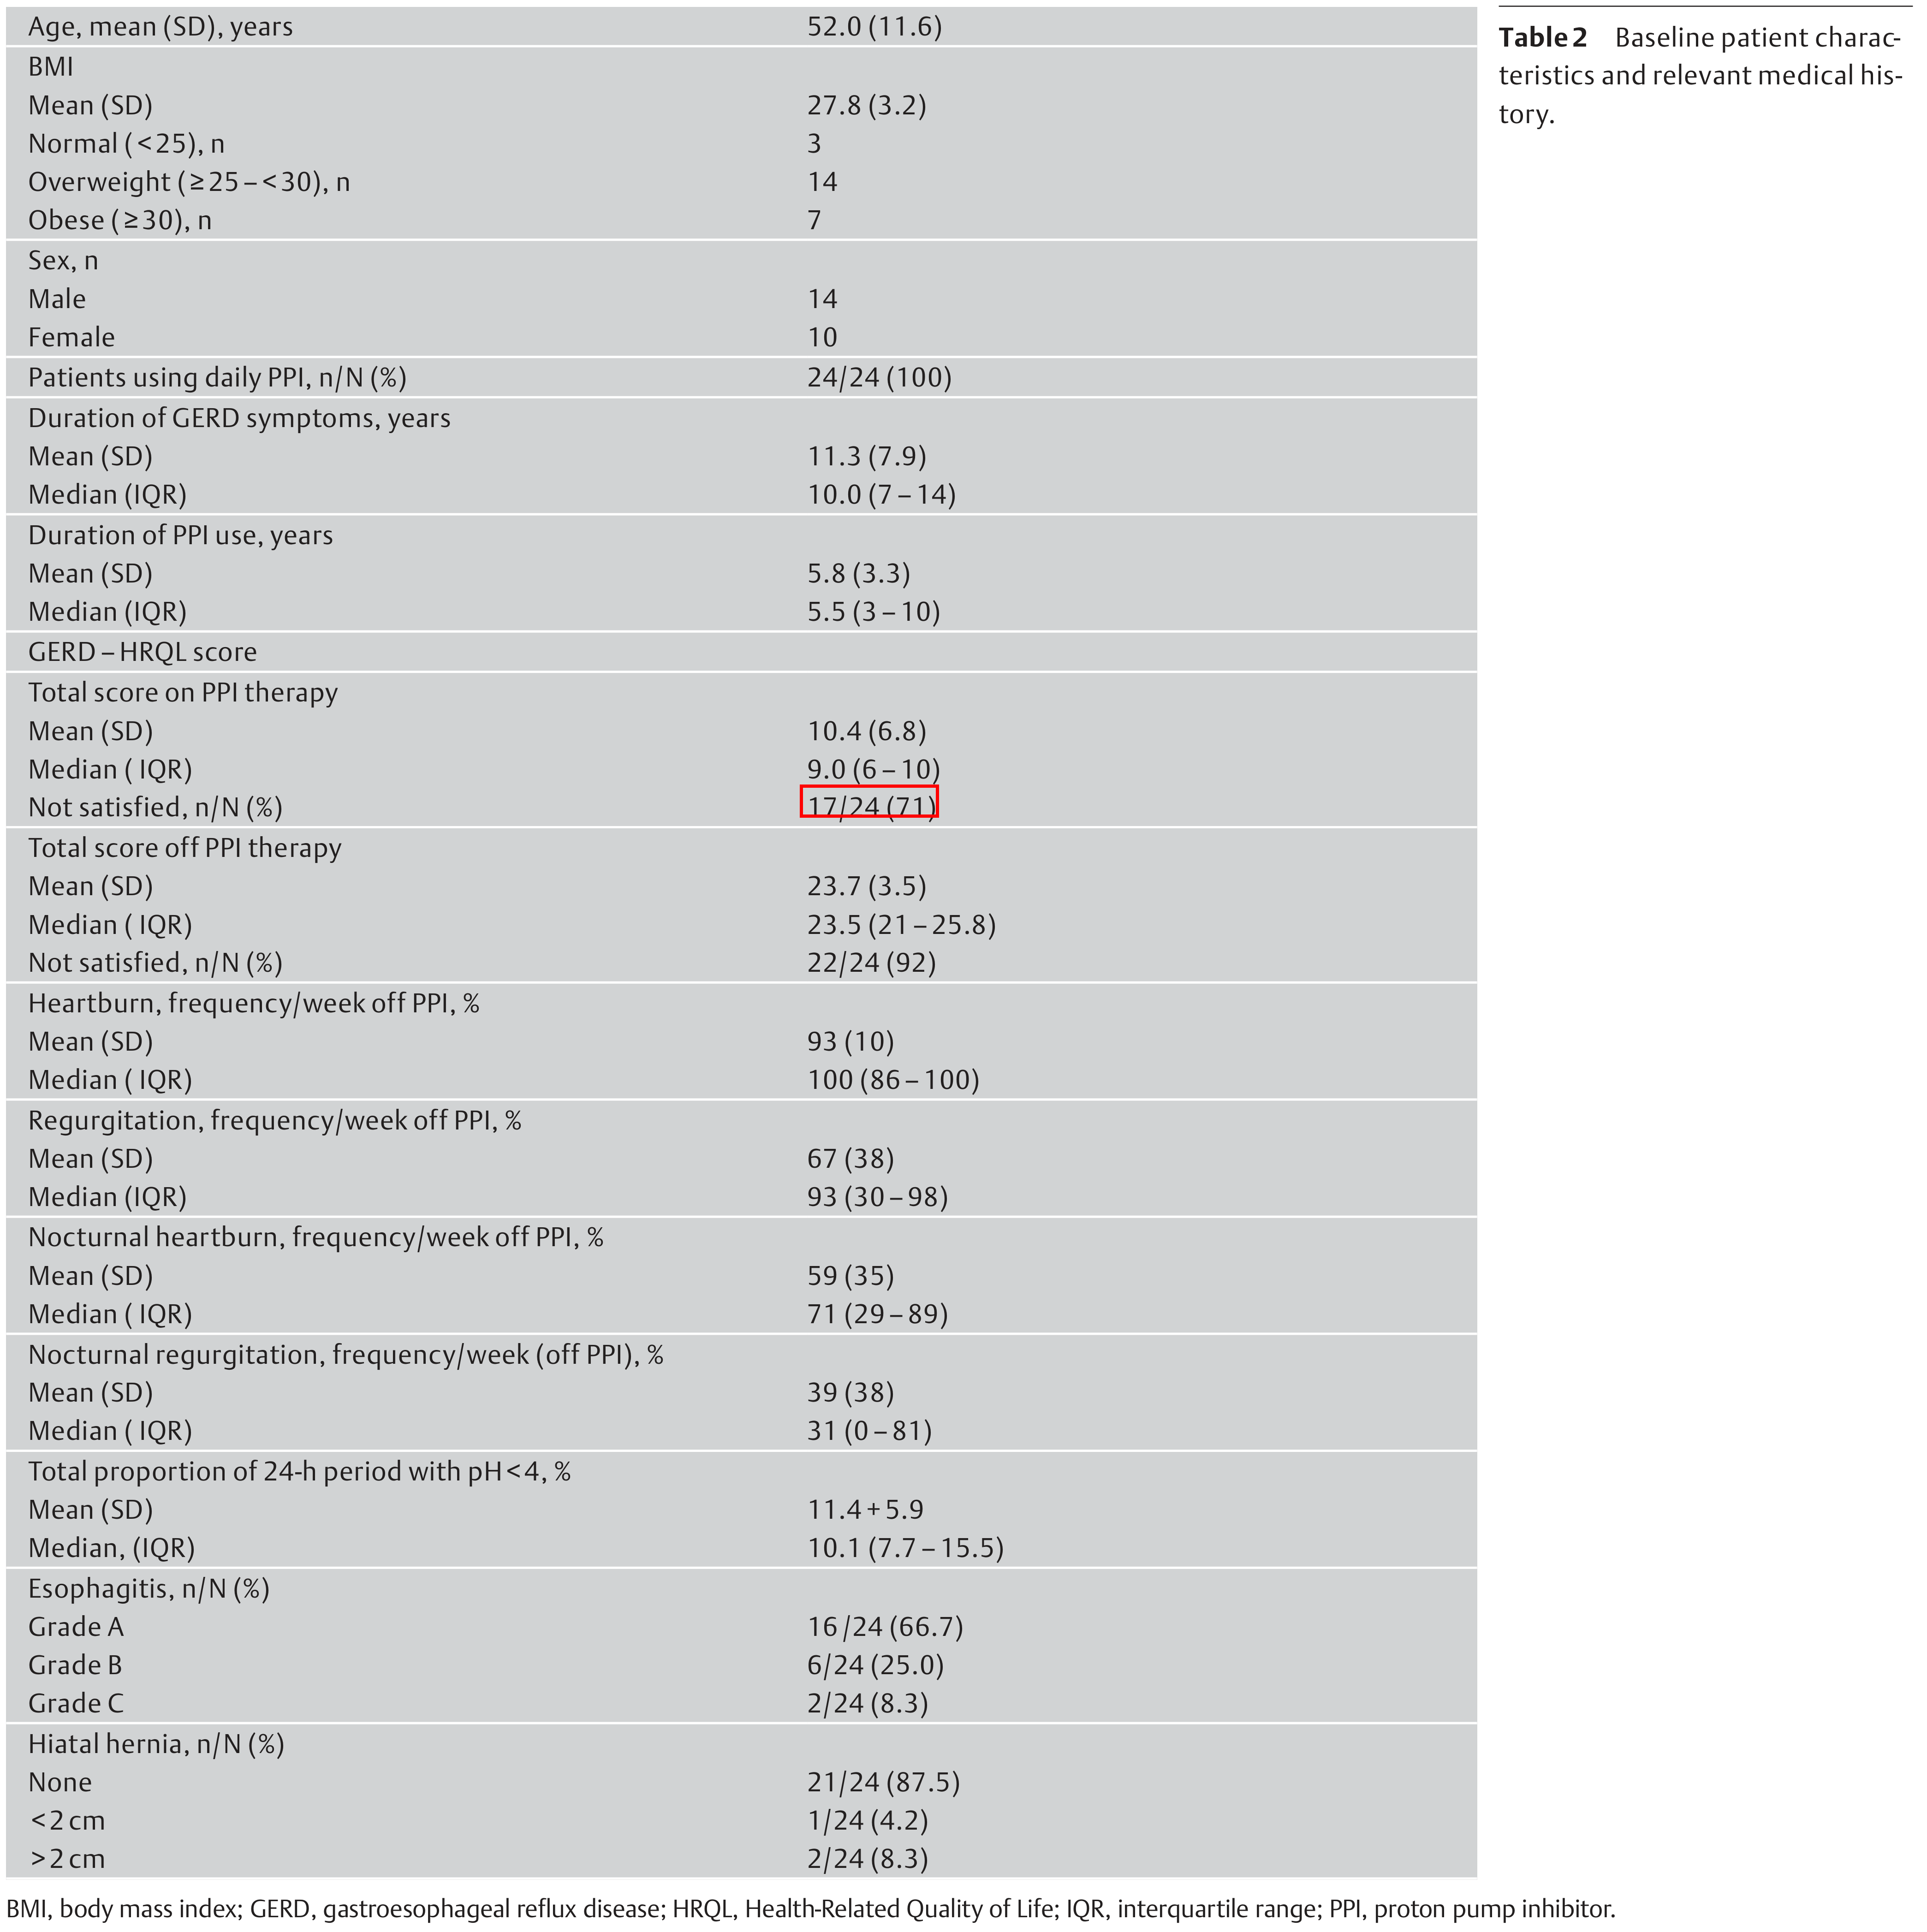 Age, mean (SD), years 52.0 (11.6)
BMI
Mean (SD) 27.8 (3.2)
Normal (<25), n 3
Overweight (≥25–<30), n 14
Obese (≥30), n 7
Sex, n
Male 14
Female 10
Patients using daily PPI, n/N (%) 24/24 (100)
Duration of GERD symptoms, years
Mean (SD) 11.3 (7.9)
Median (IQR) 10.0 (7–14)
Duration of PPI use, years
Mean (SD) 5.8 (3.3)
Median (IQR) 5.5 (3–10)
GERD–HRQL score
Total score on PPI therapy
Mean (SD) 10.4 (6.8)
Median ( IQR) 9.0 (6–10)
Not satisfied, n/N (%) 17/24 (71)
Total score off PPI therapy
Mean (SD) 23.7 (3.5)
Median ( IQR) 23.5 (21–25.8)
Not satisfied, n/N (%) 22/24 (92)
Heartburn, frequency/week off PPI, %
Mean (SD) 93 (10)
Median ( IQR) 100 (86–100)
Regurgitation, frequency/week off PPI, %
Mean (SD) 67 (38)
Median (IQR) 93 (30–98)
Nocturnal heartburn, frequency/week off PPI, %
Mean (SD) 59 (35)
Median ( IQR) 71 (29–89)
Nocturnal regurgitation, frequency/week (off PPI), %
Mean (SD) 39 (38)
Median ( IQR) 31 (0–81)
Total proportion of 24-h period with pH<4, %
Mean (SD) 11.4+5.9
Median, (IQR) 10.1 (7.7–15.5)
Esophagitis, n/N (%)
Grade A 16/24 (66.7)
Grade B 6/24 (25.0)
Grade C 2/24 (8.3)
Hiatal hernia, n/N (%)
None 21/24 (87.5)
<2 cm 1/24 (4.2)
>2 cm 2/24 (8.3)
Table 2 Baseline patient charac-
teristics and relevant medical his-
tory.
BMI, body mass index; GERD, gastroesophageal reflux disease; HRQL, Health-Related Quality of Life; IQR, interquartile range; PPI, proton pump inhibitor.